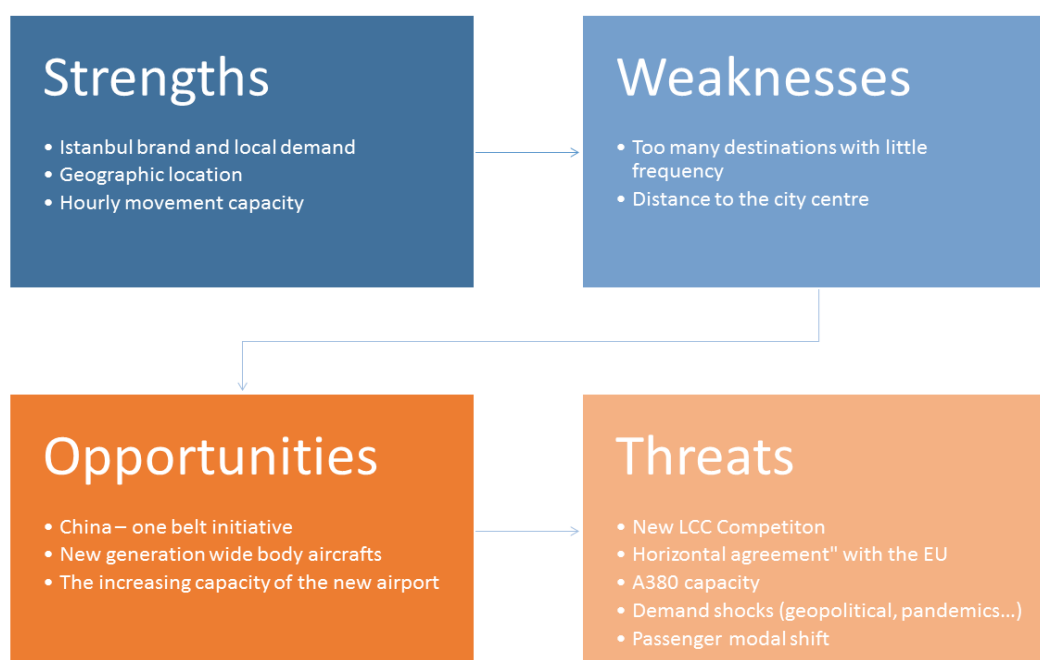 Strengths
• Istanbul brand and local demand
• Geographic location
• Hourly movement capacity
Weaknesses
• Too many destinations with little
frequency
• Distance to the city centre
Opportunities
• China – one belt initiative
• New generation wide body aircrafts
• The increasing capacity of the new airport
Threats
• New LCC Competiton
• Horizontal agreement" with the EU
• A380 capacity
• Demand shocks (geopolitical, pandemics...)
• Passenger modal shift